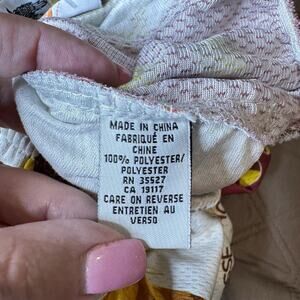 MADE IN CHINA
FABRIQUÉ EN
CHINE
100% POLYESTER/
POLYESTER
RN 35527
CA 19117
CARE ON REVERSE
ENTRETIEN AU
VERSO